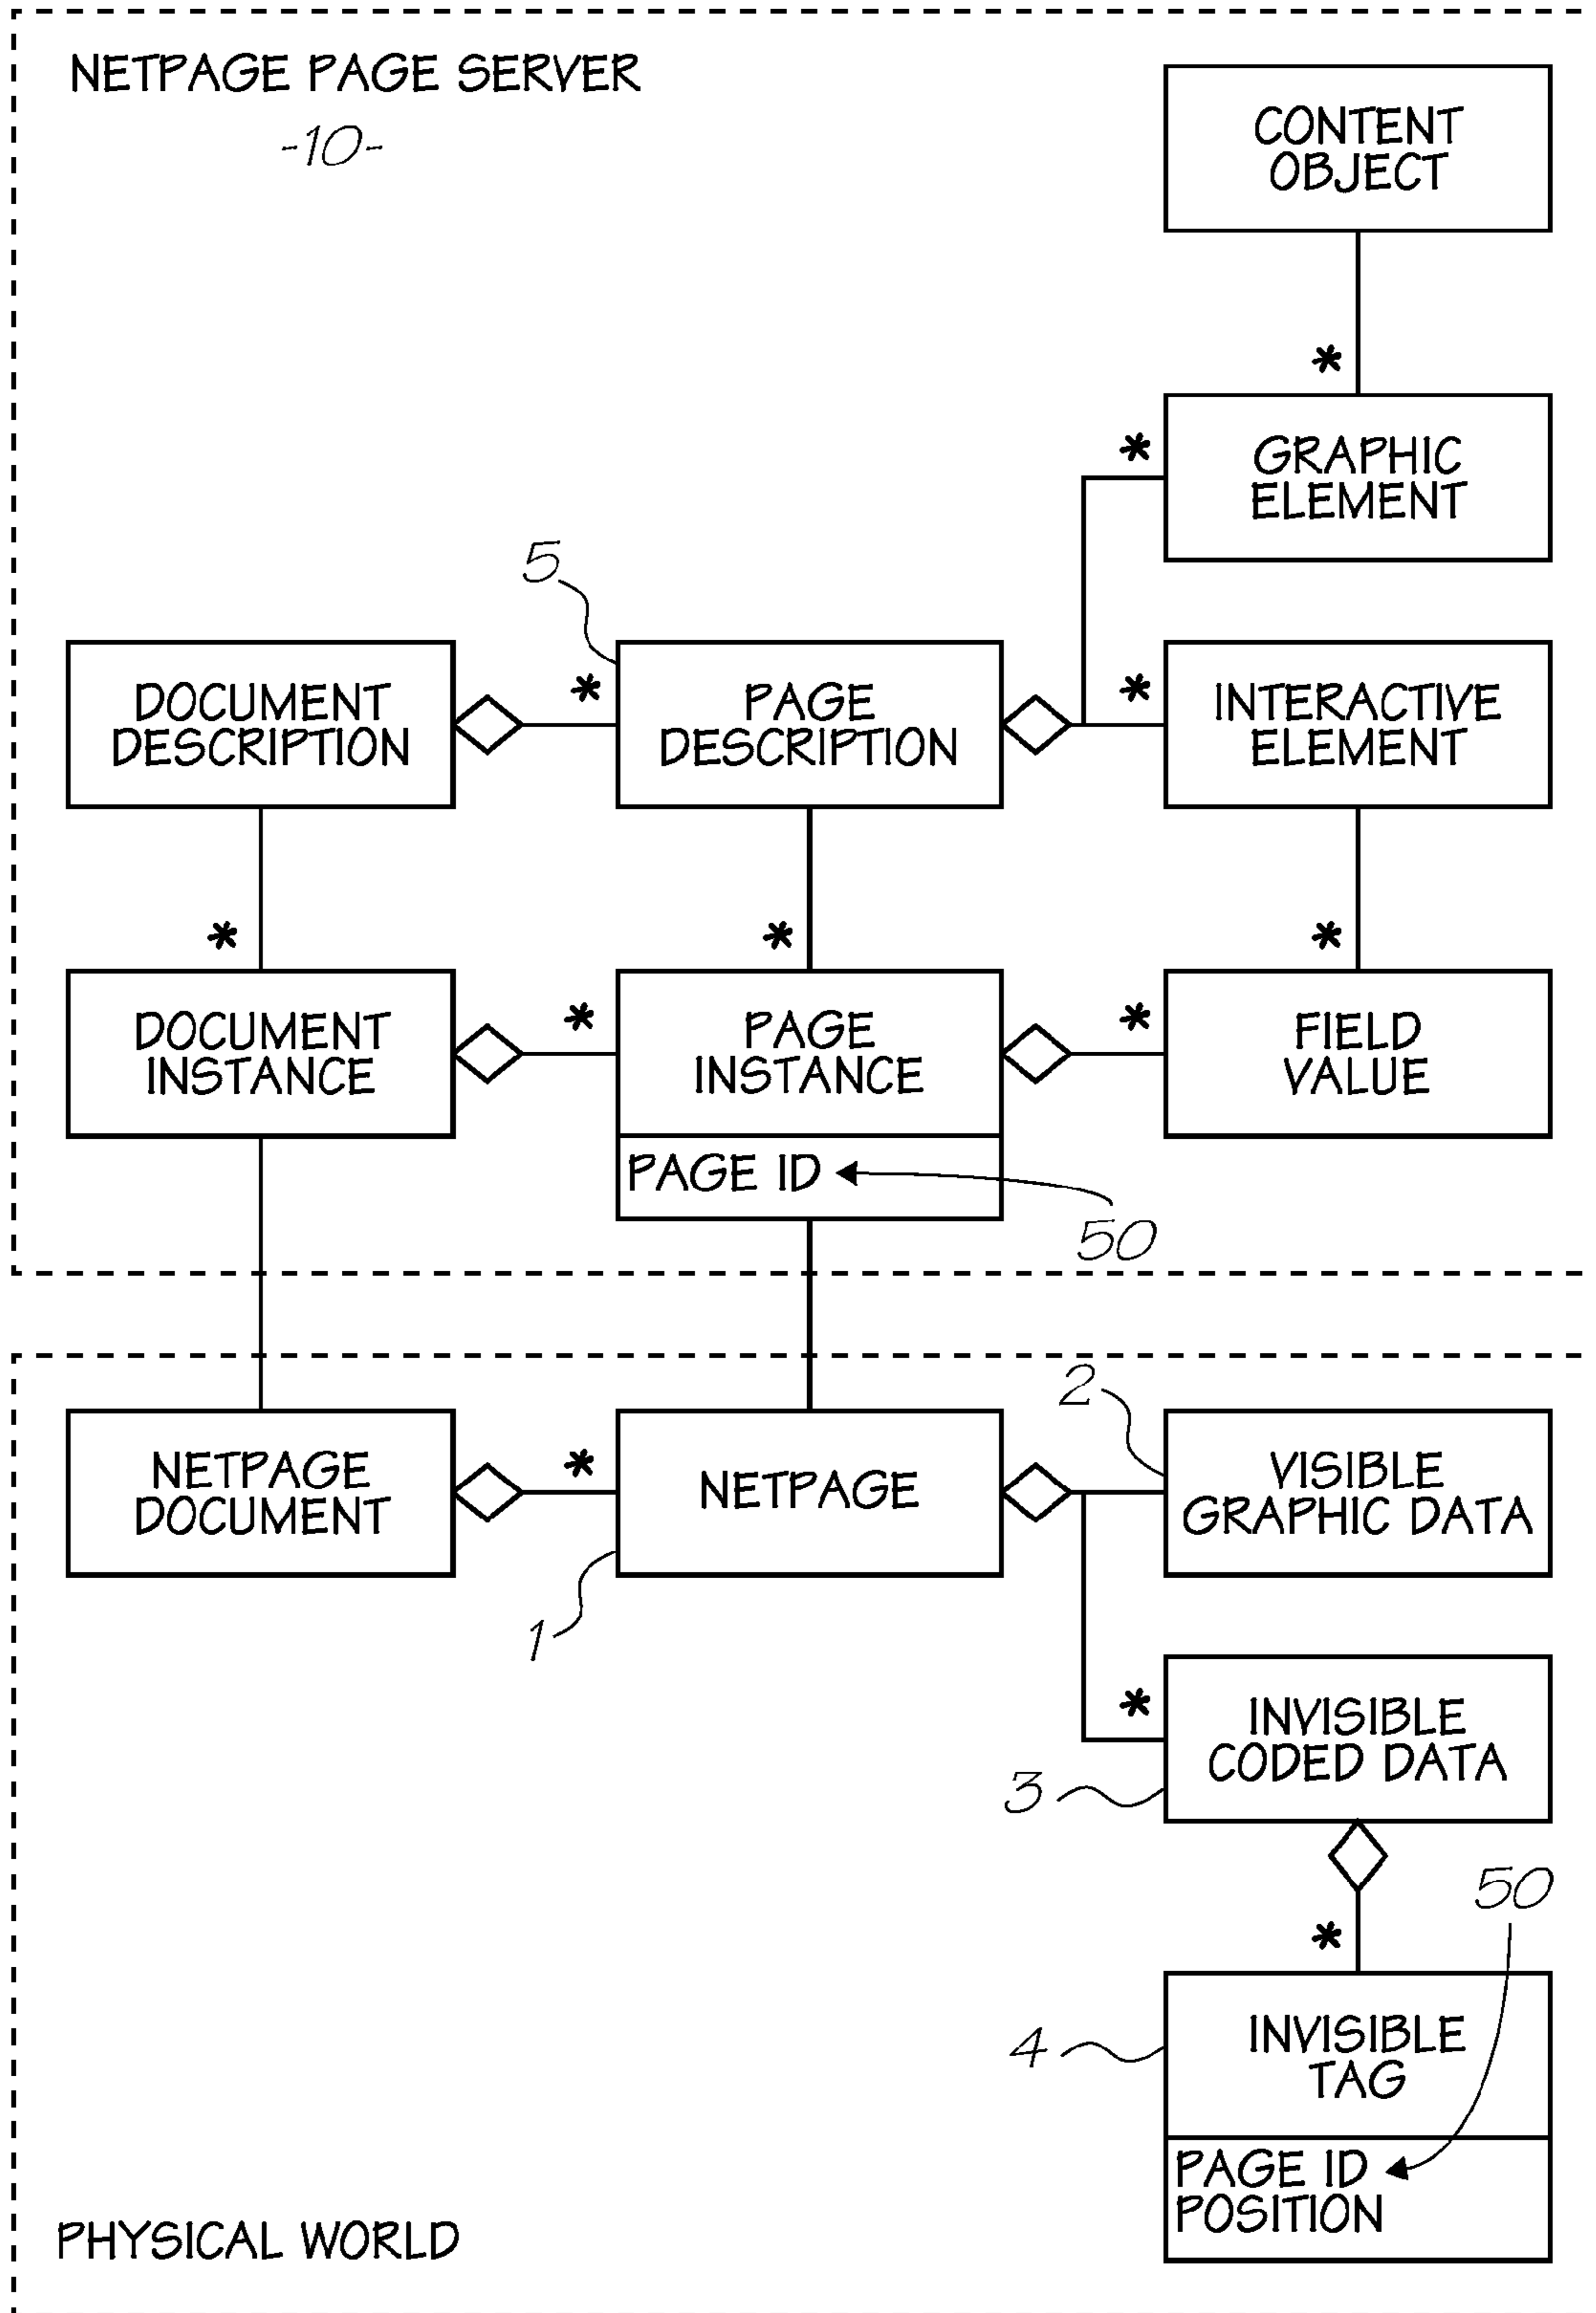 NETPAGE PAGE SERVER
-10-
CONTENT
OBJECT
*
*
GRAPHIC
ELEMENT
5
DOCUMENT
DESCRIPTION
*
PAGE
DESCRIPTION
*
INTERACTIVE
ELEMENT
*
*
*
DOCUMENT
INSTANCE
*
PAGE
INSTANCE
*
FIELD
VALUE
PAGE ID
50
2
NETPAGE
DOCUMENT
*
NETPAGE
VISIBLE
GRAPHIC DATA
1
*
INVISIBLE
CODED DATA
3
50
*
4
INVISIBLE
TAG
PAGE ID
POSITION
PHYSICAL WORLD